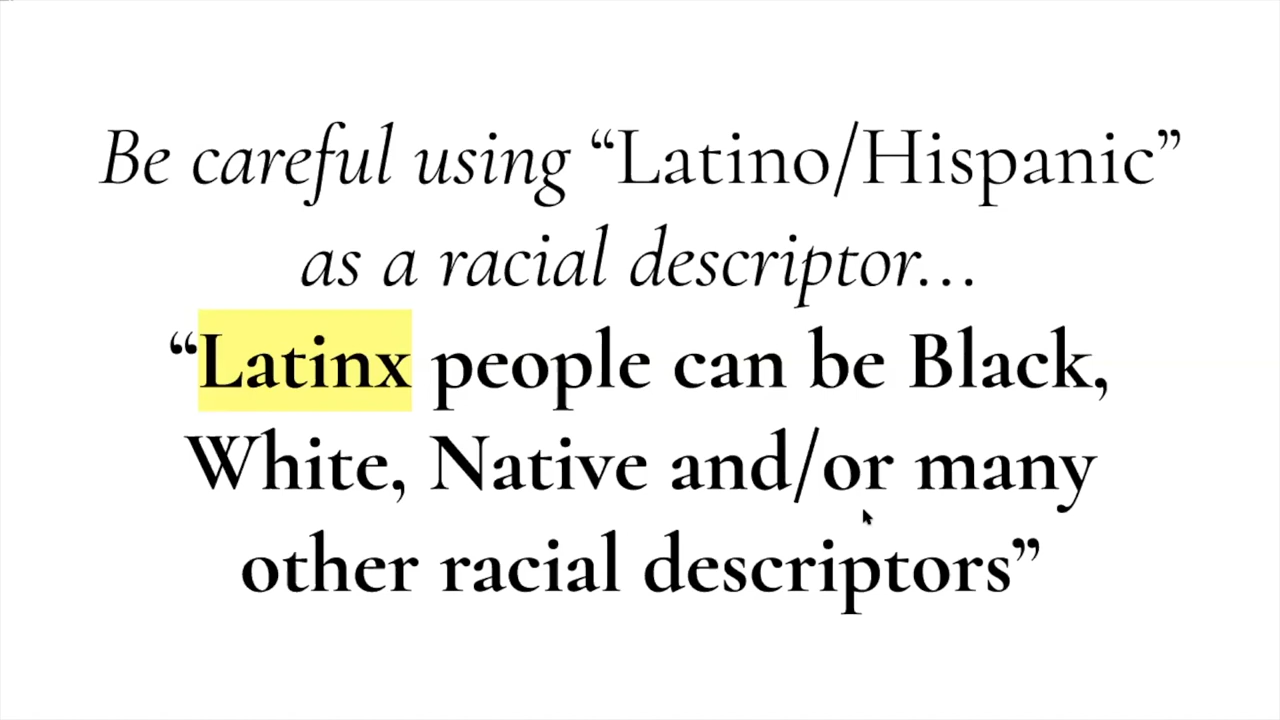 Be careful using “Latino/Hispanic”
as a racial descriptor...
“Latinx people can be Black,
White, Native and/or many
other racial descriptors”